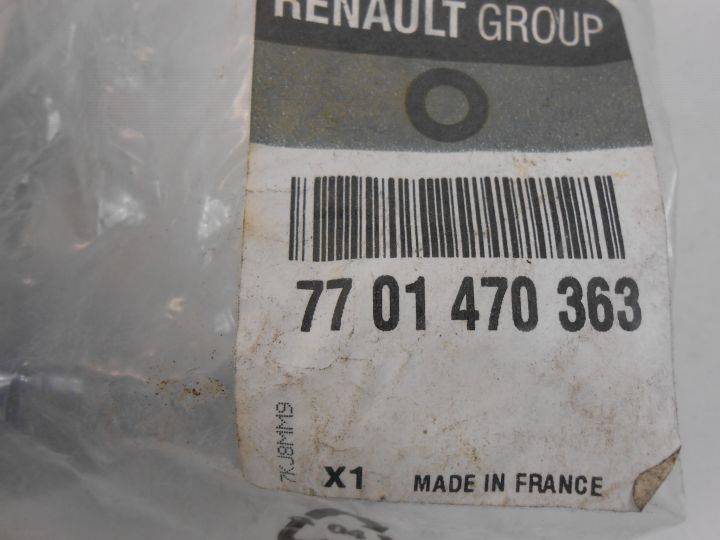 RENAULT GROUP
77 01 470 363
7KJ8MM9
X1 MADE IN FRANCE